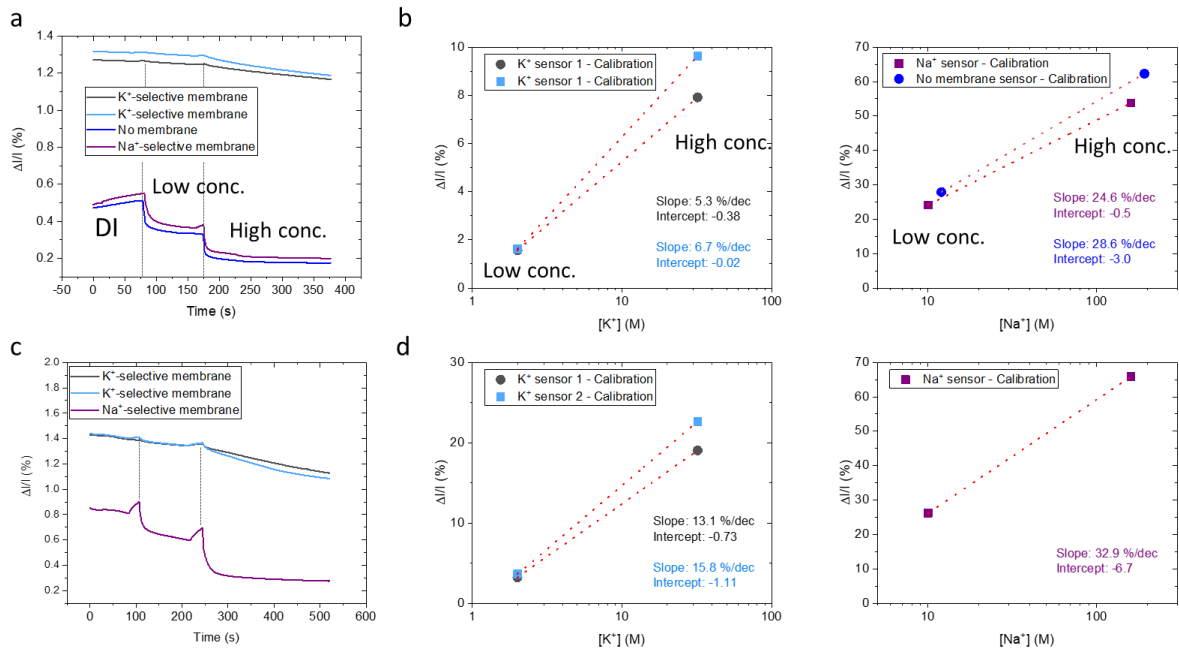 a
ΔI/I (%)
1.4
1.2
1.0
0.8
0.6
0.4
0.2
0.0
K⁺-selective membrane
K⁺-selective membrane
No membrane
Na⁺-selective membrane
DI
Low conc.
High conc.
-50 0 50 100 150 200 250 300 350 400 450
Time (s)
b
ΔI/I (%)
10
8
6
4
2
0
K⁺ sensor 1 - Calibration
K⁺ sensor 1 - Calibration
High conc.
Slope: 5.3 %/dec
Intercept: -0.38
Slope: 6.7 %/dec
Intercept: -0.02
Low conc.
1 10 100
[K⁺] (M)
ΔI/I (%)
70
60
50
40
30
20
10
0
Na⁺ sensor - Calibration
No membrane sensor - Calibration
High conc.
Slope: 24.6 %/dec
Intercept: -0.5
Low conc.
Slope: 28.6 %/dec
Intercept: -3.0
10 100
[Na⁺] (M)
c
ΔI/I (%)
2.0
1.8
1.6
1.4
1.2
1.0
0.8
0.6
0.4
0.2
K⁺-selective membrane
K⁺-selective membrane
Na⁺-selective membrane
0 100 200 300 400 500 600
Time (s)
d
ΔI/I (%)
30
20
10
0
K⁺ sensor 1 - Calibration
K⁺ sensor 2 - Calibration
Slope: 13.1 %/dec
Intercept: -0.73
Slope: 15.8 %/dec
Intercept: -1.11
1 10 100
[K⁺] (M)
ΔI/I (%)
70
60
50
40
30
20
10
0
Na⁺ sensor - Calibration
Slope: 32.9 %/dec
Intercept: -6.7
10 100
[Na⁺] (M)